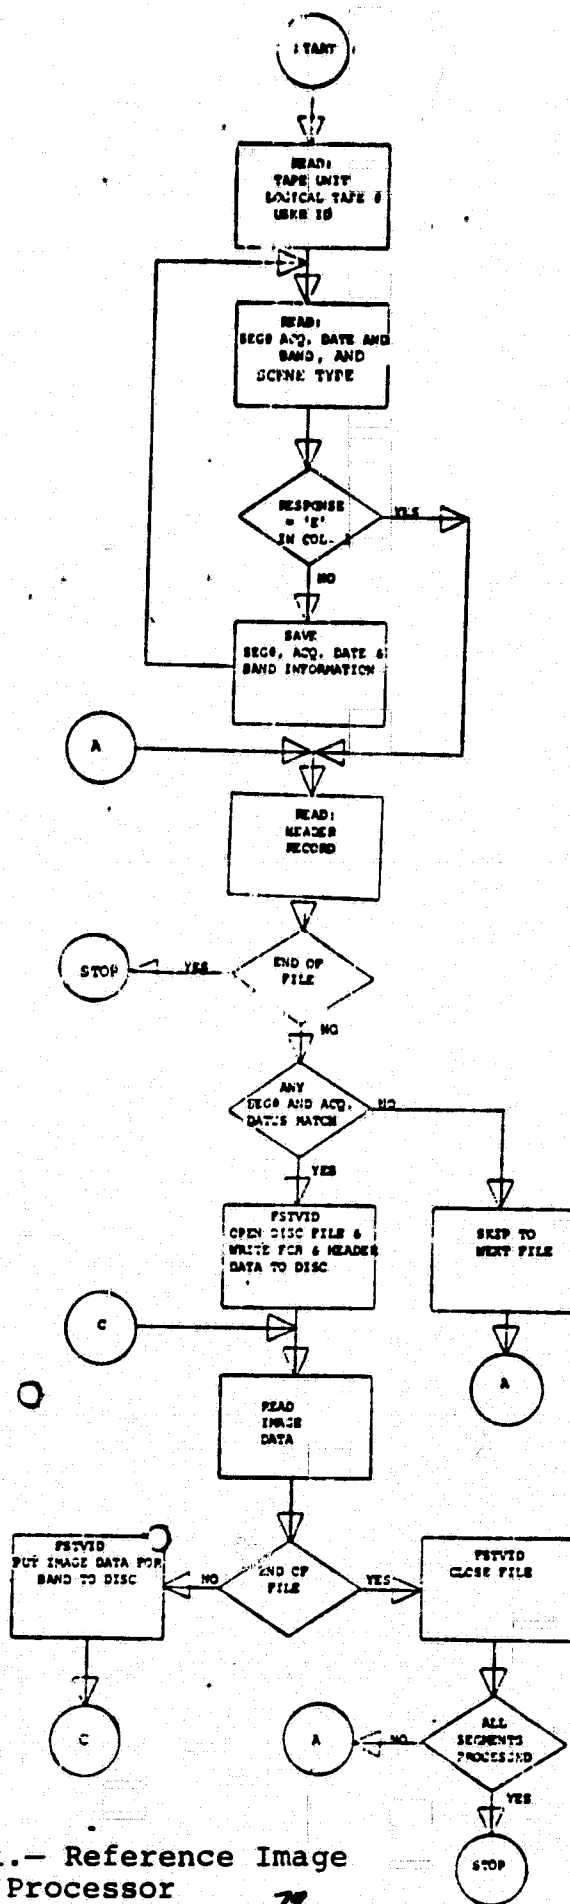 START
READ:
TAPE UNIT
LOGICAL TAPE #
USER ID
READ:
SEG# ACQ. DATE AND
BAND, AND
SCENE TYPE
RESPONSE
= 'E'
IN COL.
YES
NO
SAVE
SEG#, ACQ. DATE &
BAND INFORMATION
A
READ:
HEADER
RECORD
STOP
YES
END OF
FILE
NO
ANY
SEG# AND ACQ.
DATES MATCH
NO
YES
FSTVID
OPEN DISC FILE &
WRITE FOR & HEADER
DATA TO DISC
SKIP TO
NEXT FILE
C
A
READ
IMAGE
DATA
FSTVID
PUT IMAGE DATA FOR
BAND TO DISC
NO
END OF
FILE
YES
FSTVID
CLOSE FILE
C
A
NO
ALL
SEGMENTS
PROCESSED
YES
STOP
.— Reference Image
Processor